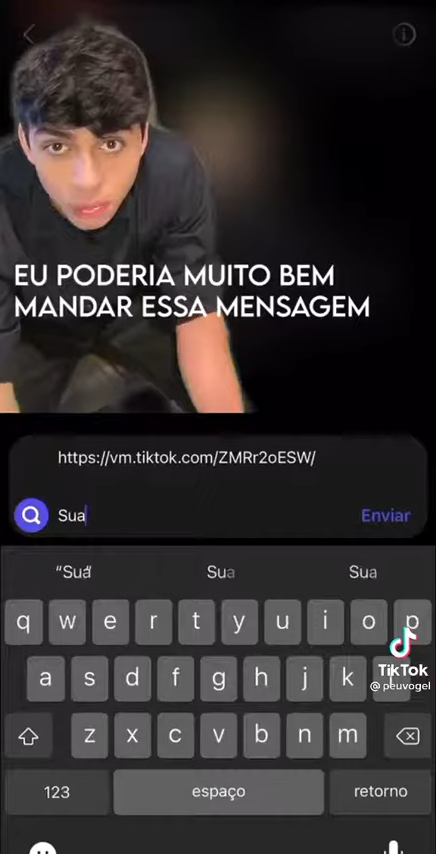 EU PODERIA MUITO BEM
MANDAR ESSA MENSAGEM
https://vm.tiktok.com/ZMRr2oESW/
Sua
Enviar
"Sua" Sua Sua
q w e r t y u i o p
a s d f g h j k l
TikTok
@ peuvogel
z x c v b n m
123 espaço retorno